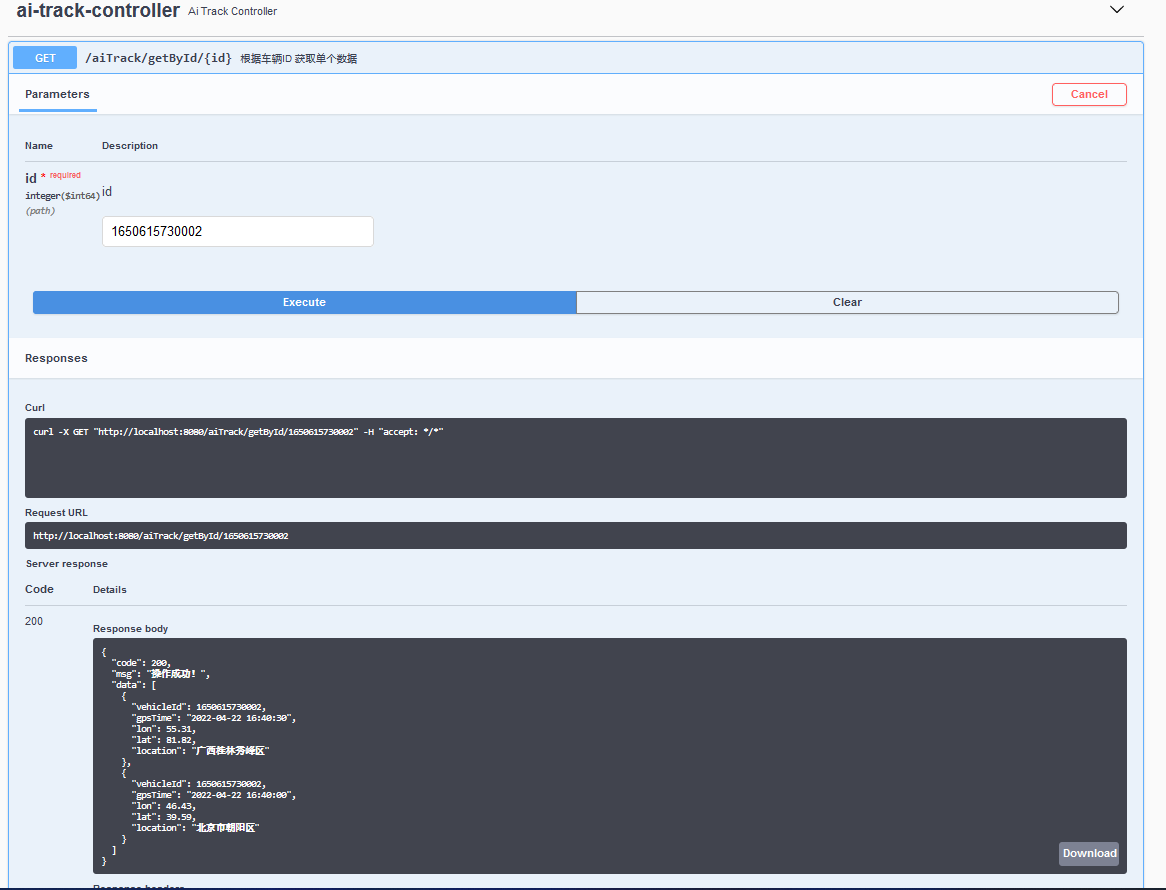 ai-track-controller Ai Track Controller
GET /aiTrack/getById/{id} 根据车辆ID 获取单个数据
Parameters Cancel
Name Description
id * required
integer($int64) id
(path)
1650615730002
Execute Clear
Responses
Curl
curl -X GET "http://localhost:8080/aiTrack/getById/1650615730002" -H "accept: */*"
Request URL
http://localhost:8080/aiTrack/getById/1650615730002
Server response
Code Details
200
Response body
{
"code": 200,
"msg": "操作成功！",
"data": [
{
"vehicleId": 1650615730002,
"gpsTime": "2022-04-22 16:40:30",
"lon": 55.31,
"lat": 81.82,
"location": "广西桂林秀峰区"
},
{
"vehicleId": 1650615730002,
"gpsTime": "2022-04-22 16:40:00",
"lon": 46.43,
"lat": 39.59,
"location": "北京市朝阳区"
}
]
}
Download
Response headers